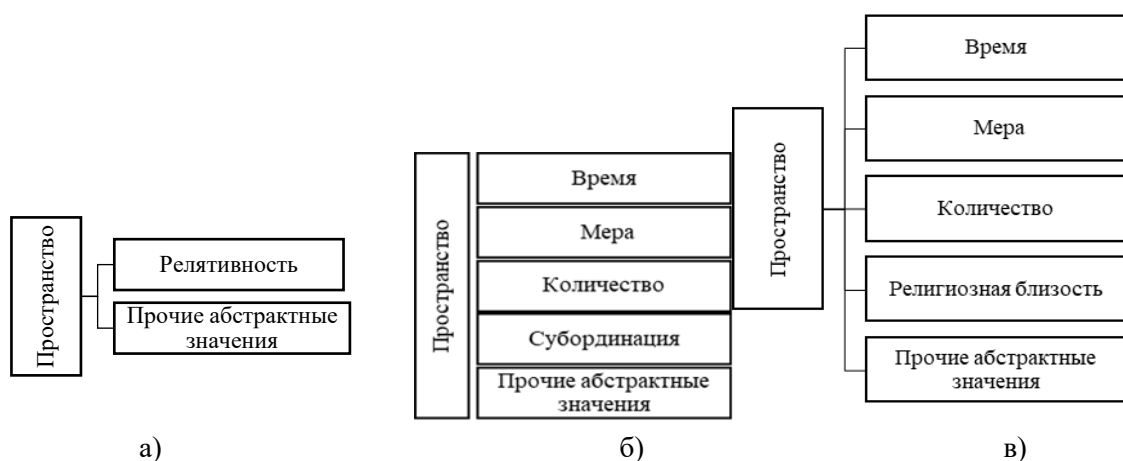 Пространство
Релятивность
Прочие абстрактные
значения
а)
Пространство
Время
Мера
Количество
Субординация
Прочие абстрактные
значения
б)
Пространство
Время
Мера
Количество
Религиозная близость
Прочие абстрактные
значения
в)